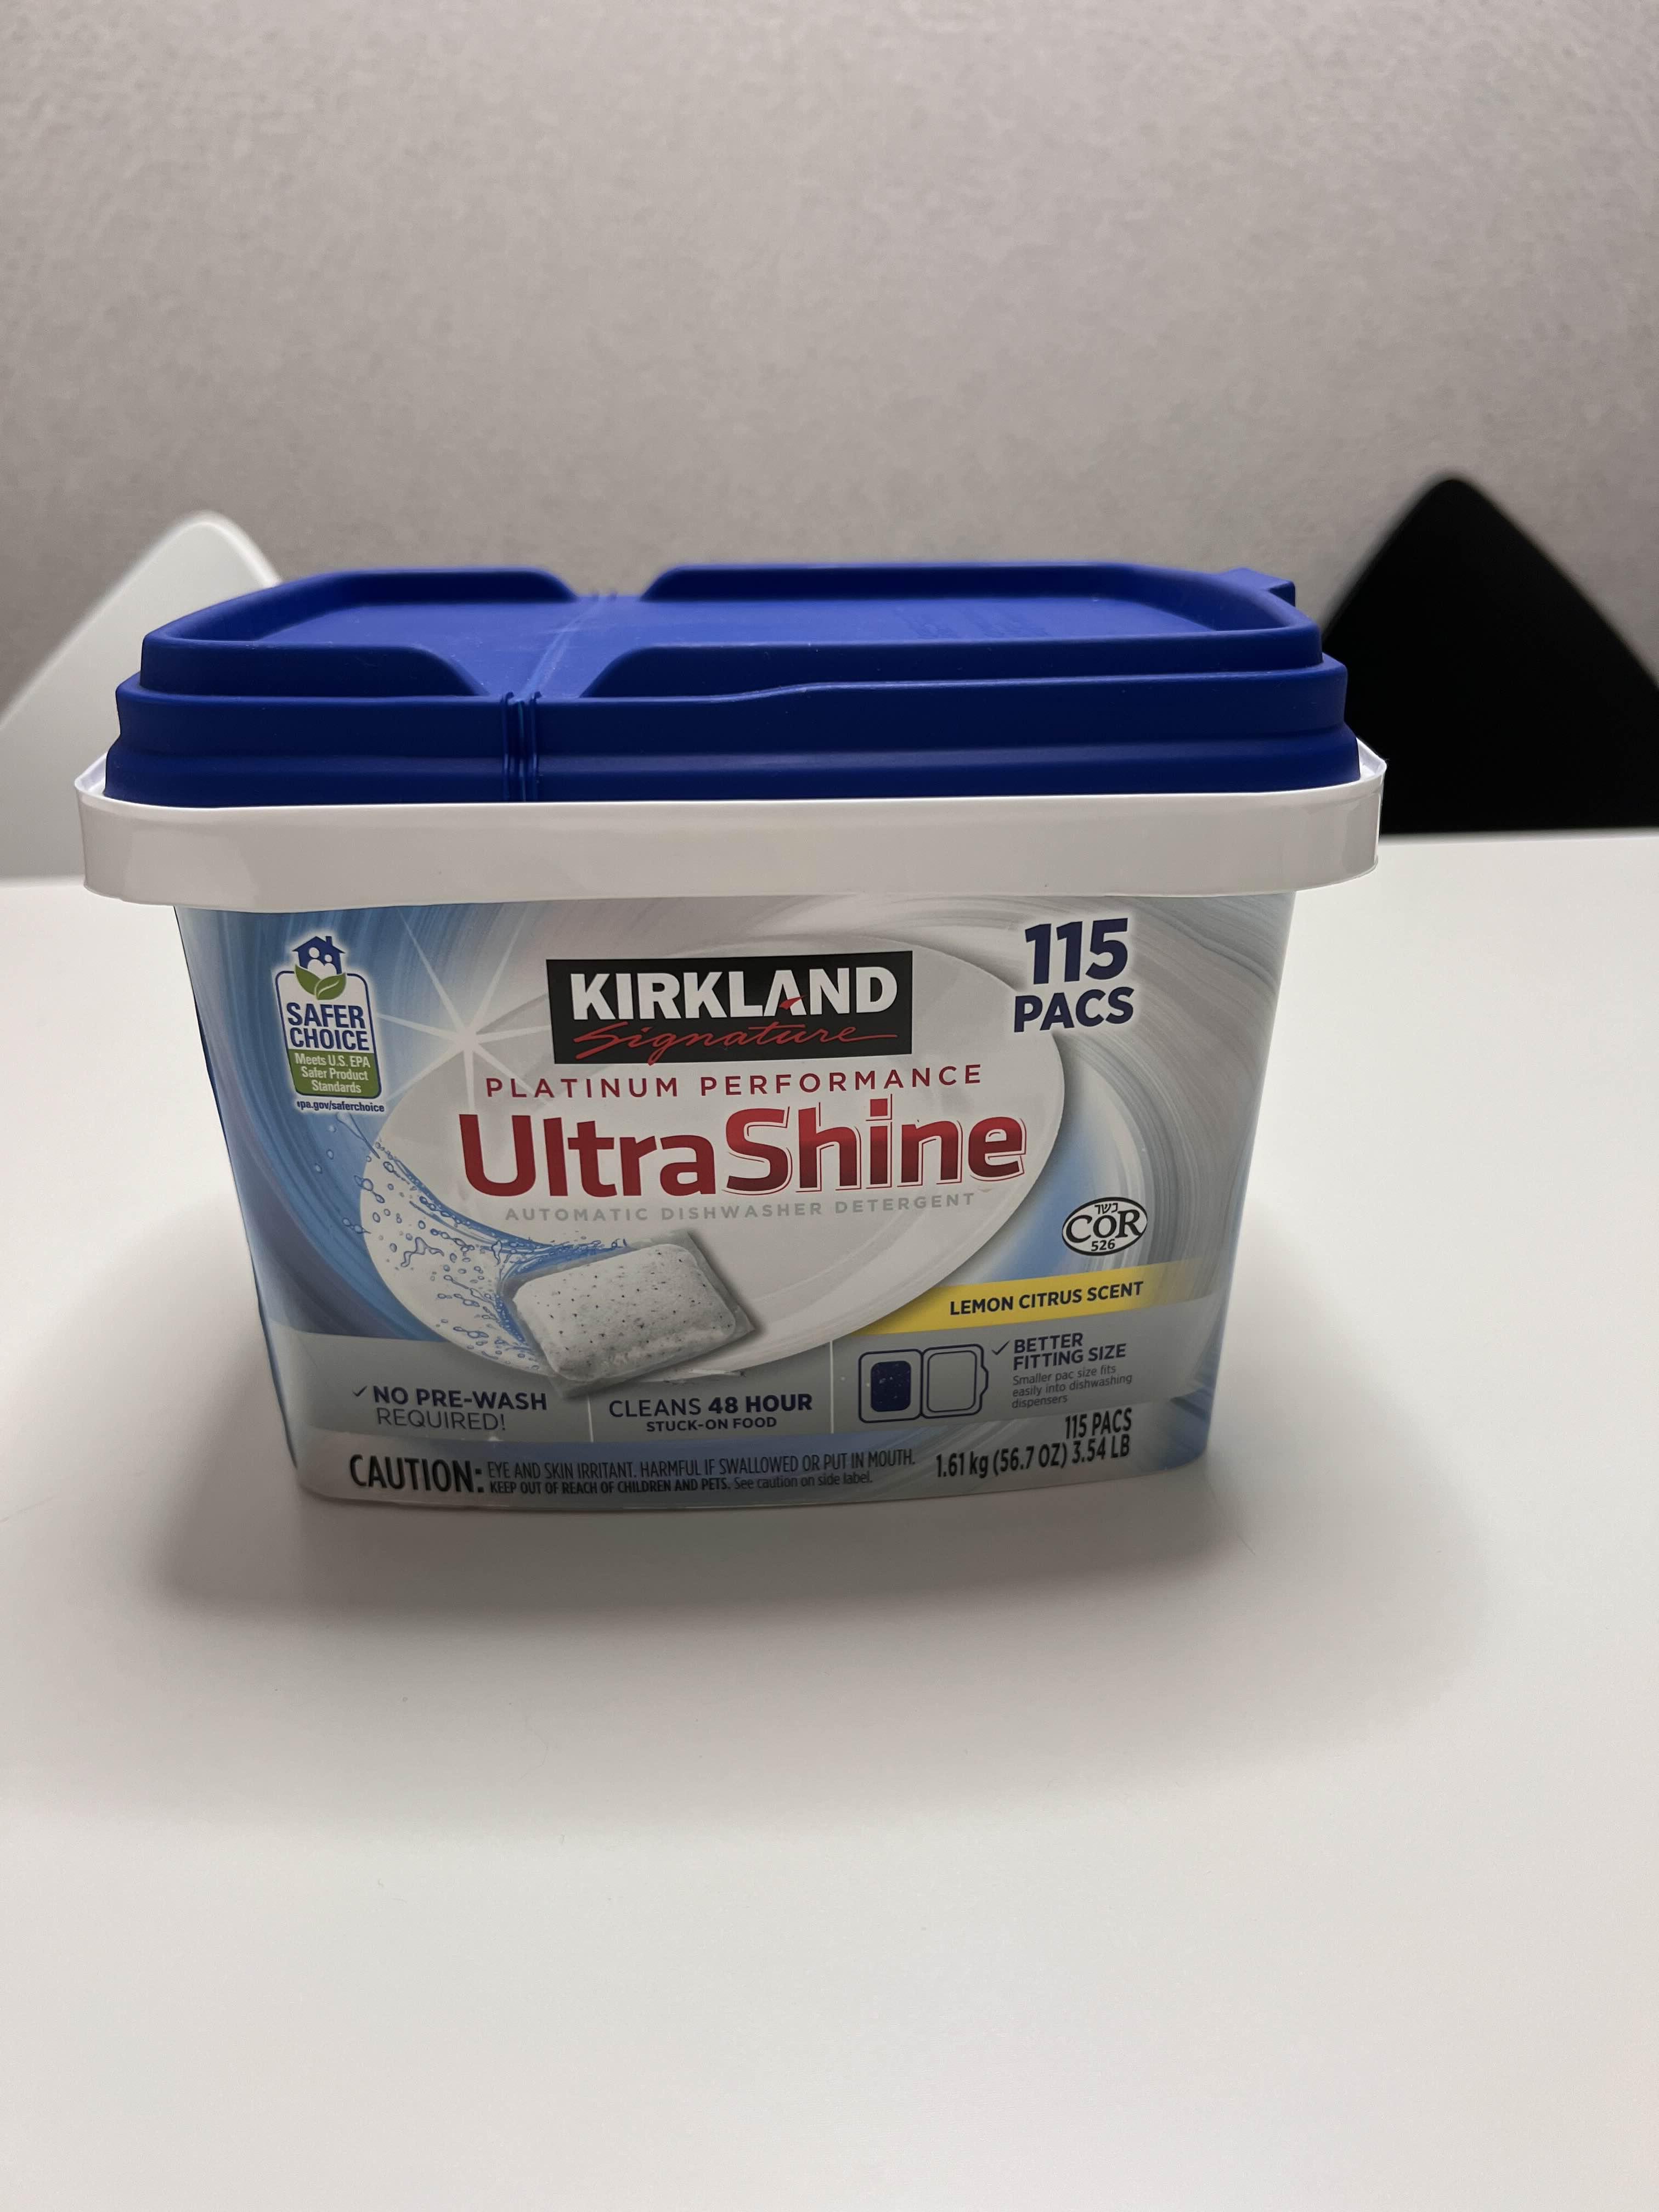 SAFER
CHOICE
Meets U.S. EPA
Safer Product
Standards
epa.gov/saferchoice
115
PACS
KIRKLAND
Signature
PLATINUM PERFORMANCE
UltraShine
AUTOMATIC DISHWASHER DETERGENT
כשר
COR
526
LEMON CITRUS SCENT
✓ NO PRE-WASH
REQUIRED!
CLEANS 48 HOUR
STUCK-ON FOOD
✓ BETTER
FITTING SIZE
Smaller pac size fits
easily into dishwashing
dispensers
115 PACS
1.61 kg (56.7 OZ) 3.54 LB
CAUTION: EYE AND SKIN IRRITANT. HARMFUL IF SWALLOWED OR PUT IN MOUTH.
KEEP OUT OF REACH OF CHILDREN AND PETS. See caution on side label.